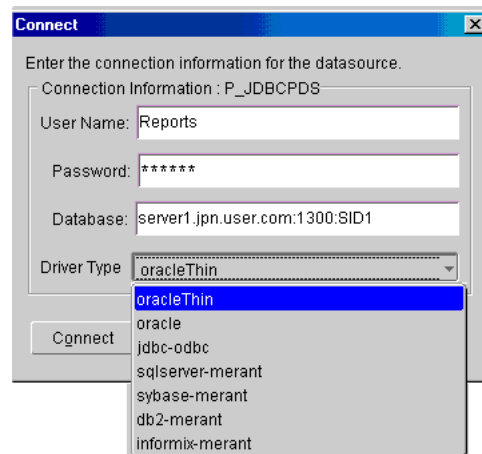 Connect
Enter the connection information for the datasource.
Connection Information : P_JDBCPDS
User Name: Reports
Password: ******
Database: server1.jpn.user.com:1300:SID1
Driver Type oracleThin
oracleThin
oracle
Connect
jdbc-odbc
sqlserver-merant
sybase-merant
db2-merant
informix-merant